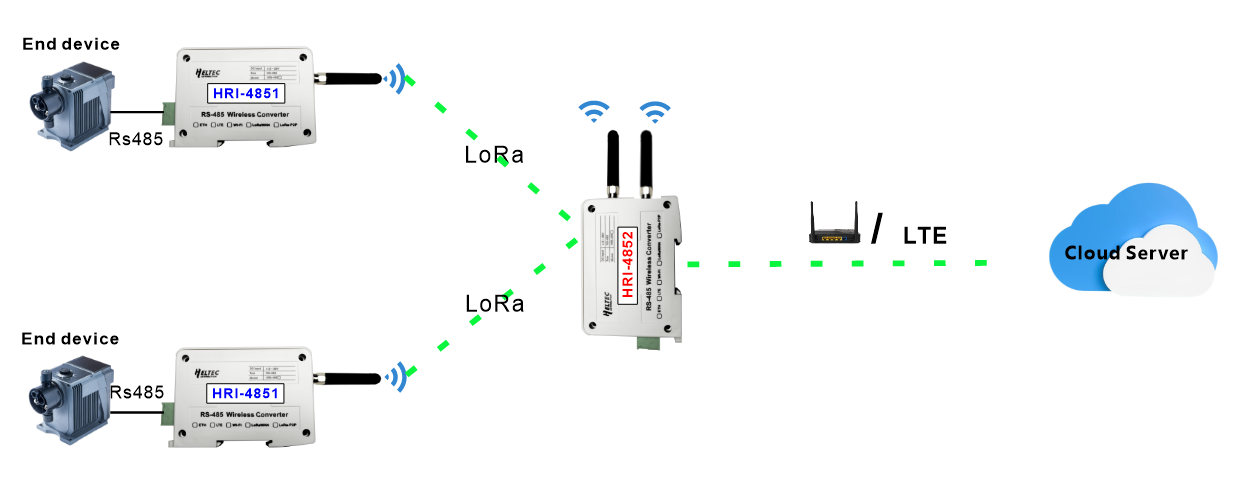 End device
HELTEC
HRI-4851
RS-485 Wireless Converter
ETH LTE Wi-Fi LoRaWAN LoRa P2P
Rs485
LoRa
HELTEC
HRI-4852
RS-485 Wireless Converter
ETH LTE Wi-Fi LoRaWAN LoRa P2P
/ LTE
Cloud Server
LoRa
End device
HELTEC
HRI-4851
RS-485 Wireless Converter
ETH LTE Wi-Fi LoRaWAN LoRa P2P
Rs485